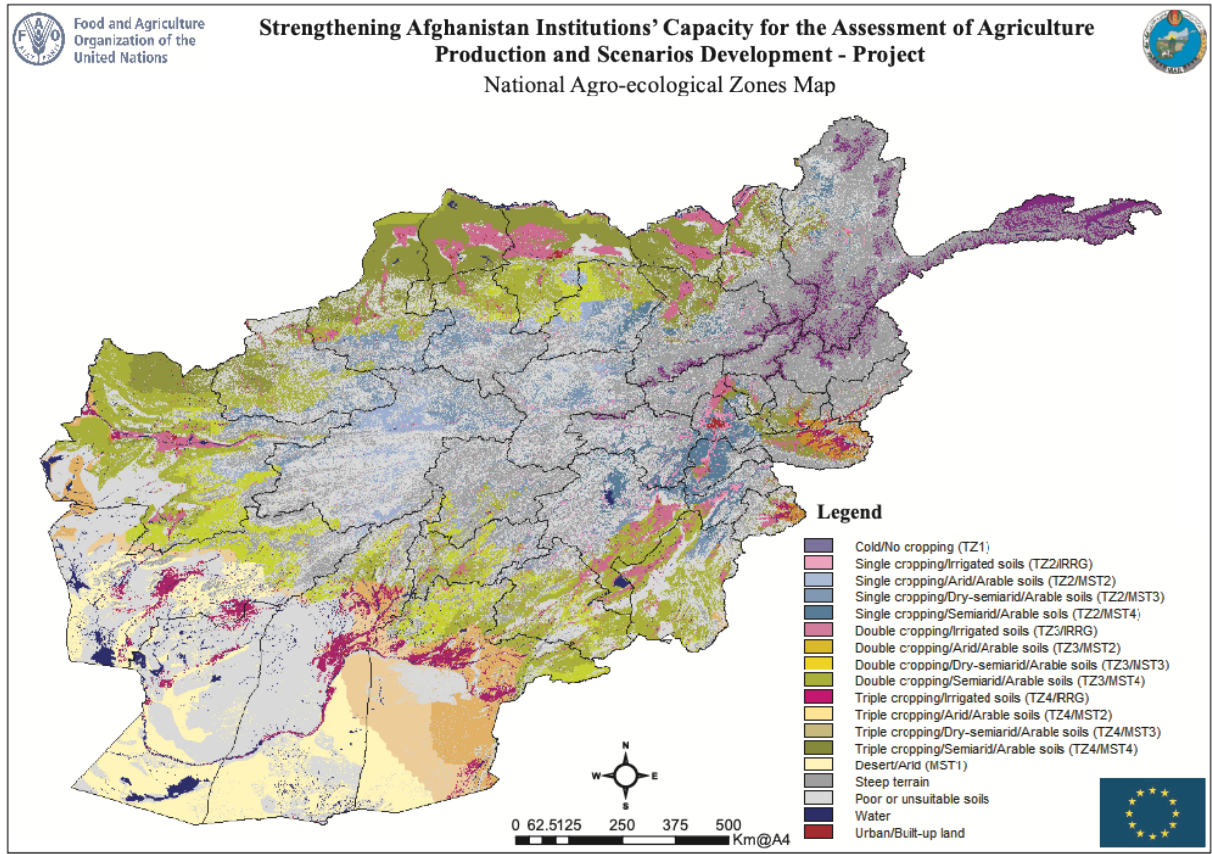 Food and Agriculture
Organization of the
United Nations
F A O
FIAT PANIS
Strengthening Afghanistan Institutions' Capacity for the Assessment of Agriculture
Production and Scenarios Development - Project
National Agro-ecological Zones Map
Legend
Cold/No cropping (TZ1)
Single cropping/Irrigated soils (TZ2/IRRG)
Single cropping/Arid/Arable soils (TZ2/MST2)
Single cropping/Dry-semiarid/Arable soils (TZ2/MST3)
Single cropping/Semiarid/Arable soils (TZ2/MST4)
Double cropping/Irrigated soils (TZ3/IRRG)
Double cropping/Arid/Arable soils (TZ3/MST2)
Double cropping/Dry-semiarid/Arable soils (TZ3/MST3)
Double cropping/Semiarid/Arable soils (TZ3/MST4)
Triple cropping/Irrigated soils (TZ4/IRRG)
Triple cropping/Arid/Arable soils (TZ4/MST2)
Triple cropping/Dry-semiarid/Arable soils (TZ4/MST3)
Triple cropping/Semiarid/Arable soils (TZ4/MST4)
Desert/Arid (MST1)
Steep terrain
Poor or unsuitable soils
Water
Urban/Built-up land
N
W E
S
0 62.5125 250 375 500
Km@A4